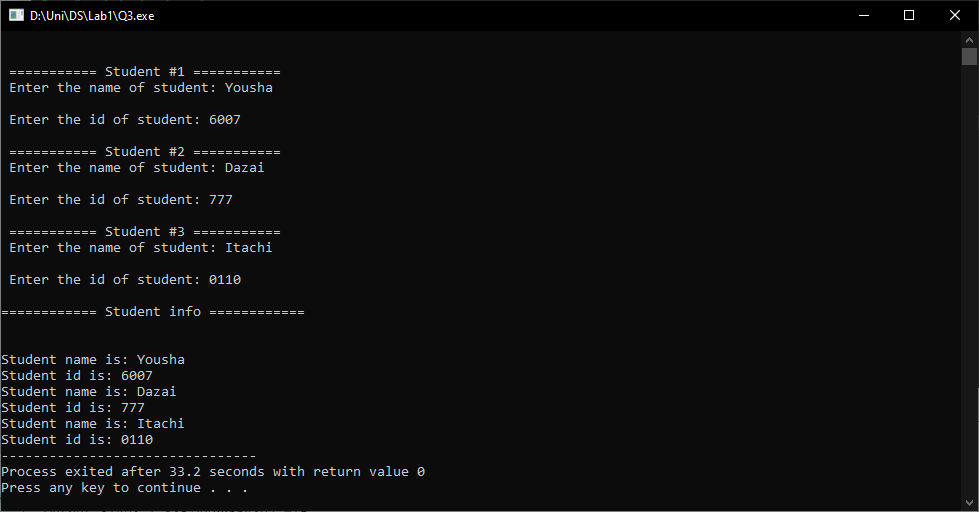 D:\Uni\DS\Lab1\Q3.exe
=========== Student #1 ===========
Enter the name of student: Yousha
Enter the id of student: 6007
=========== Student #2 ===========
Enter the name of student: Dazai
Enter the id of student: 777
=========== Student #3 ===========
Enter the name of student: Itachi
Enter the id of student: 0110
============ Student info ============
Student name is: Yousha
Student id is: 6007
Student name is: Dazai
Student id is: 777
Student name is: Itachi
Student id is: 0110
--------------------------------
Process exited after 33.2 seconds with return value 0
Press any key to continue . . .